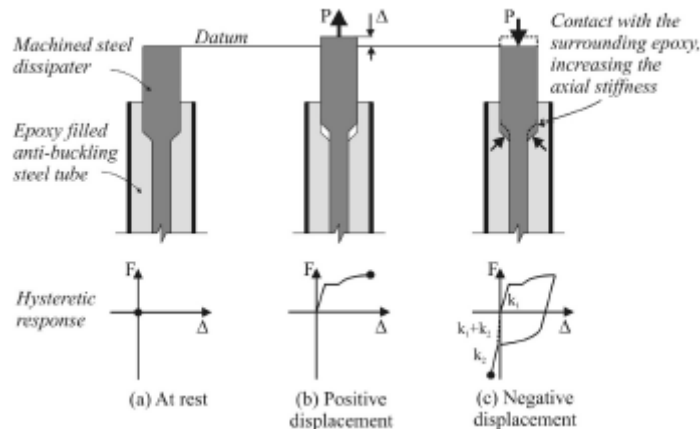 Machined steel
dissipater
Datum
P
Δ
P
Contact with the
surrounding epoxy,
increasing the
axial stiffness
Epoxy filled
anti-buckling
steel tube
Hysteretic
response
F
Δ
F
Δ
F
k₁
Δ
k₁+k₂
k₂
(a) At rest
(b) Positive
displacement
(c) Negative
displacement